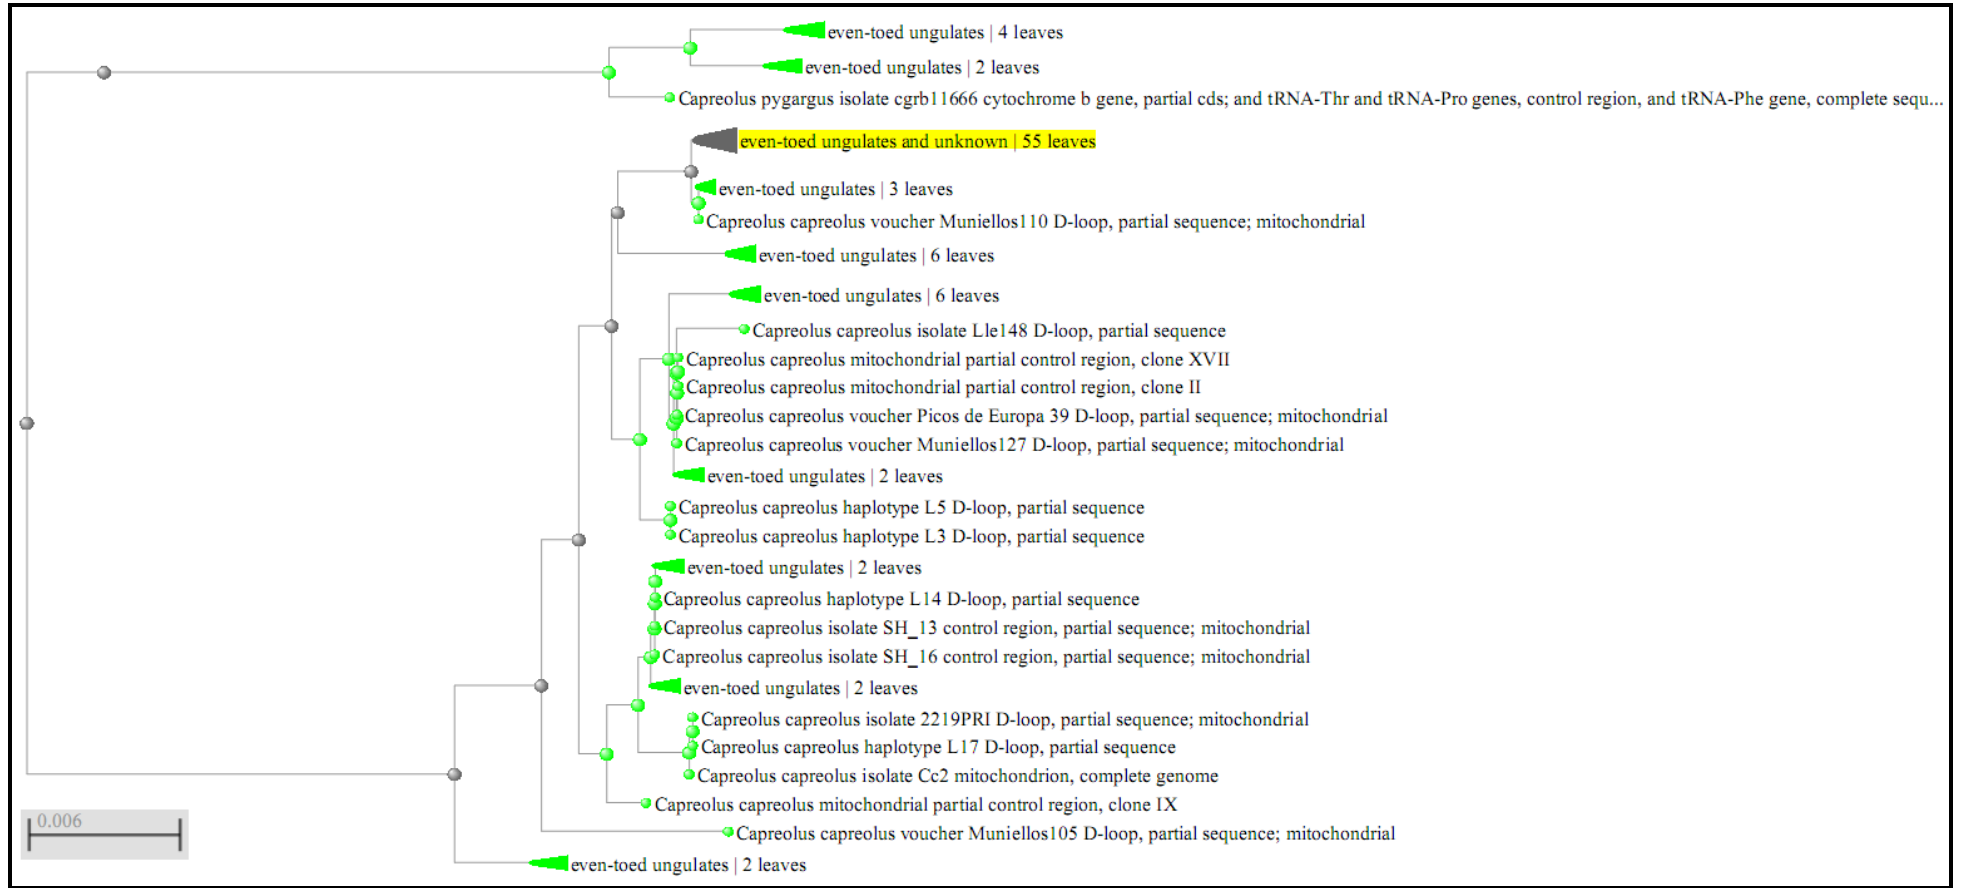 even-toed ungulates | 4 leaves
even-toed ungulates | 2 leaves
Capreolus pygargus isolate cgrb11666 cytochrome b gene, partial cds; and tRNA-Thr and tRNA-Pro genes, control region, and tRNA-Phe gene, complete sequ...
even-toed ungulates and unknown | 55 leaves
even-toed ungulates | 3 leaves
Capreolus capreolus voucher Muniellos110 D-loop, partial sequence; mitochondrial
even-toed ungulates | 6 leaves
even-toed ungulates | 6 leaves
Capreolus capreolus isolate Lle148 D-loop, partial sequence
Capreolus capreolus mitochondrial partial control region, clone XVII
Capreolus capreolus mitochondrial partial control region, clone II
Capreolus capreolus voucher Picos de Europa 39 D-loop, partial sequence; mitochondrial
Capreolus capreolus voucher Muniellos127 D-loop, partial sequence; mitochondrial
even-toed ungulates | 2 leaves
Capreolus capreolus haplotype L5 D-loop, partial sequence
Capreolus capreolus haplotype L3 D-loop, partial sequence
even-toed ungulates | 2 leaves
Capreolus capreolus haplotype L14 D-loop, partial sequence
Capreolus capreolus isolate SH_13 control region, partial sequence; mitochondrial
Capreolus capreolus isolate SH_16 control region, partial sequence; mitochondrial
even-toed ungulates | 2 leaves
Capreolus capreolus isolate 2219PRI D-loop, partial sequence; mitochondrial
Capreolus capreolus haplotype L17 D-loop, partial sequence
Capreolus capreolus isolate Cc2 mitochondrion, complete genome
Capreolus capreolus mitochondrial partial control region, clone IX
0.006
Capreolus capreolus voucher Muniellos105 D-loop, partial sequence; mitochondrial
even-toed ungulates | 2 leaves